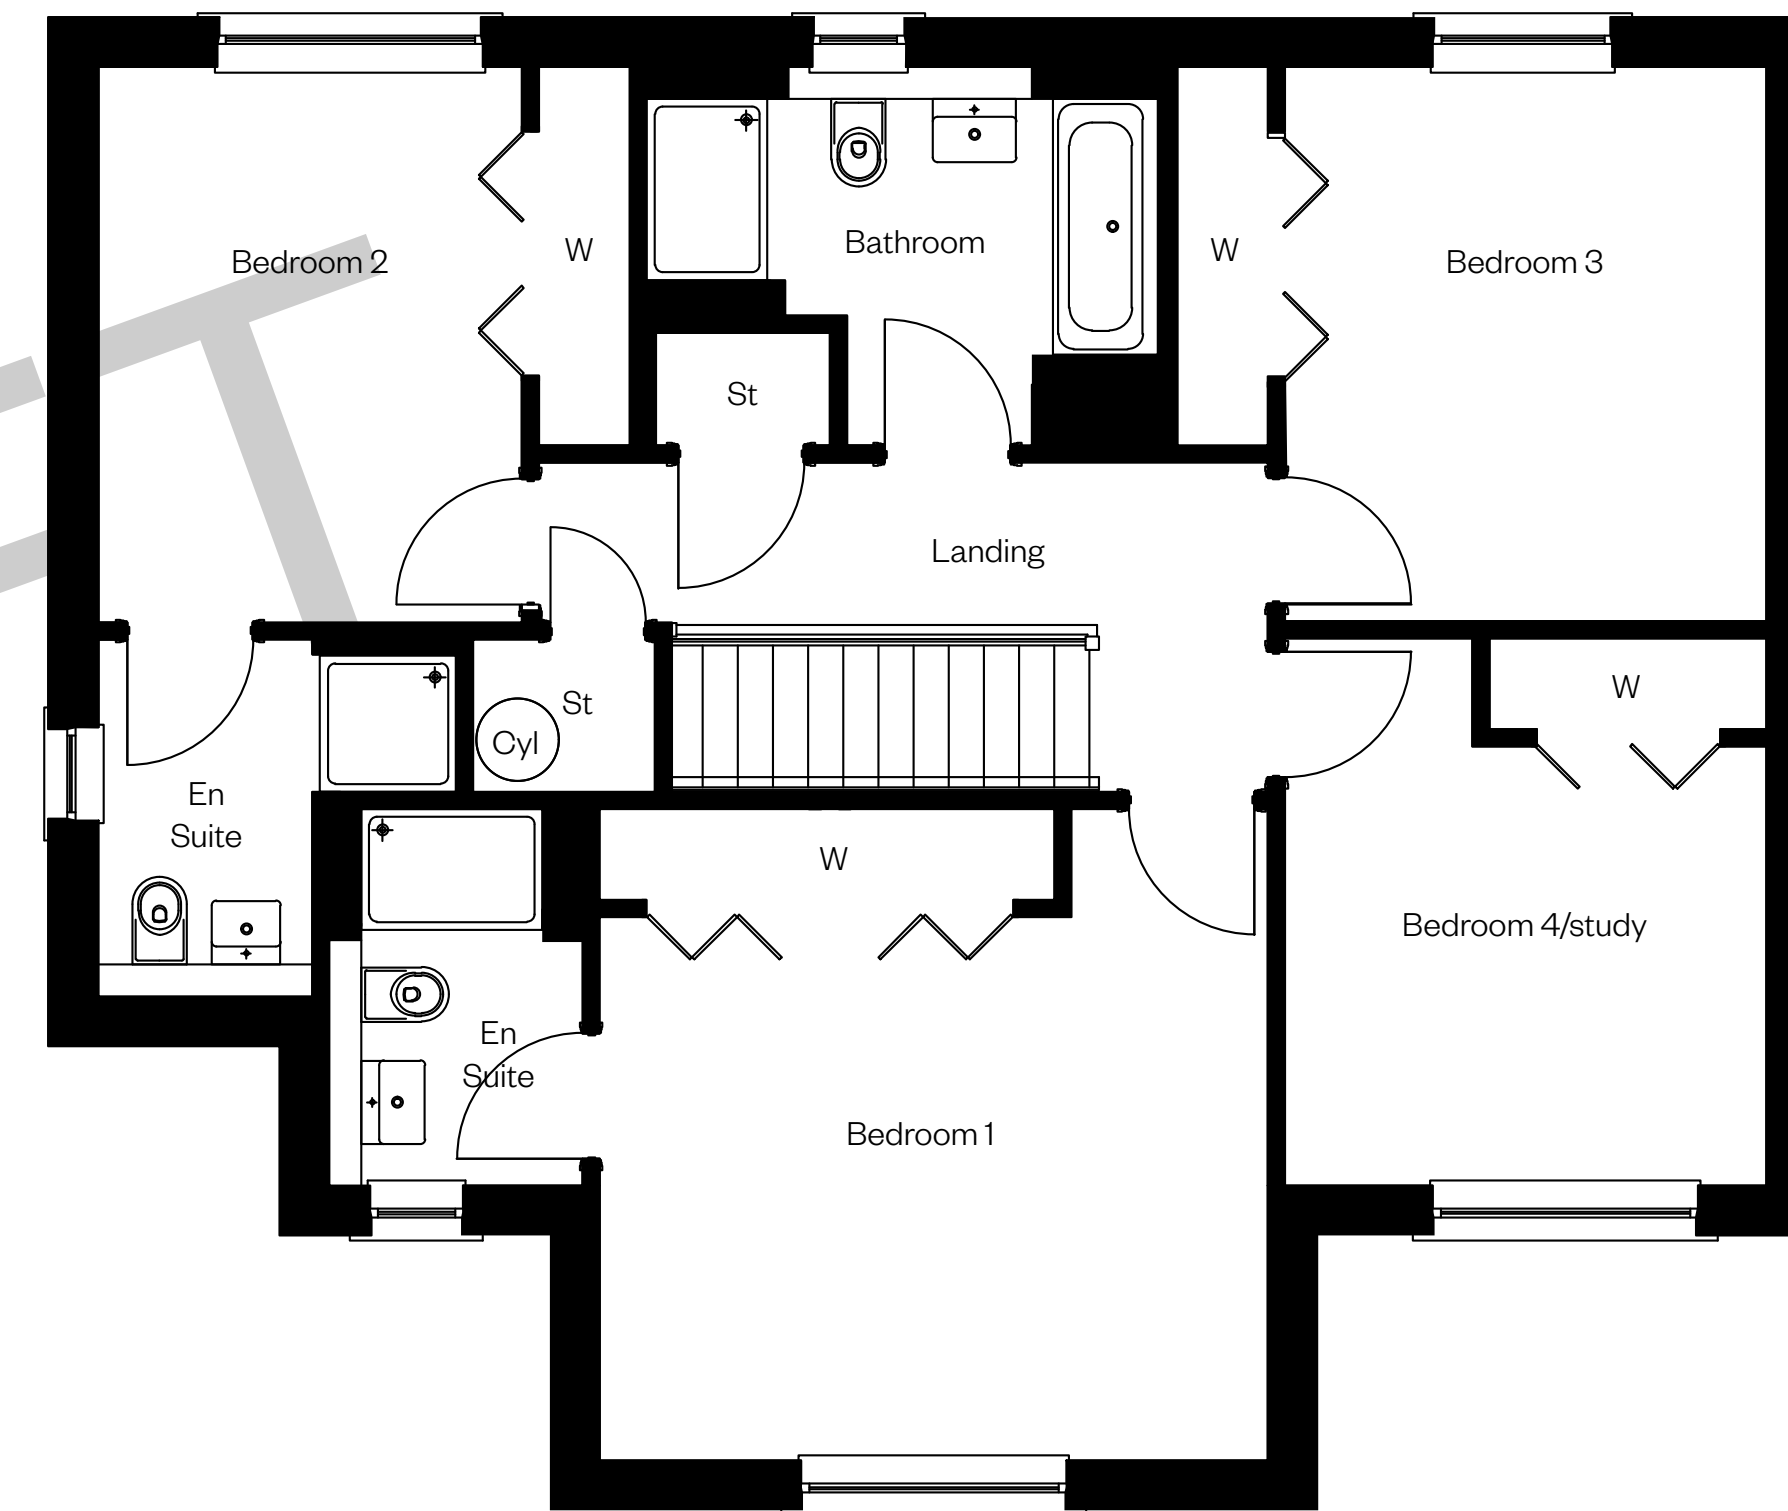 Bedroom 2
W
Bathroom
W
Bedroom 3
St
Landing
St
Cyl
W
En
Suite
W
Bedroom 4/study
En
Suite
Bedroom 1